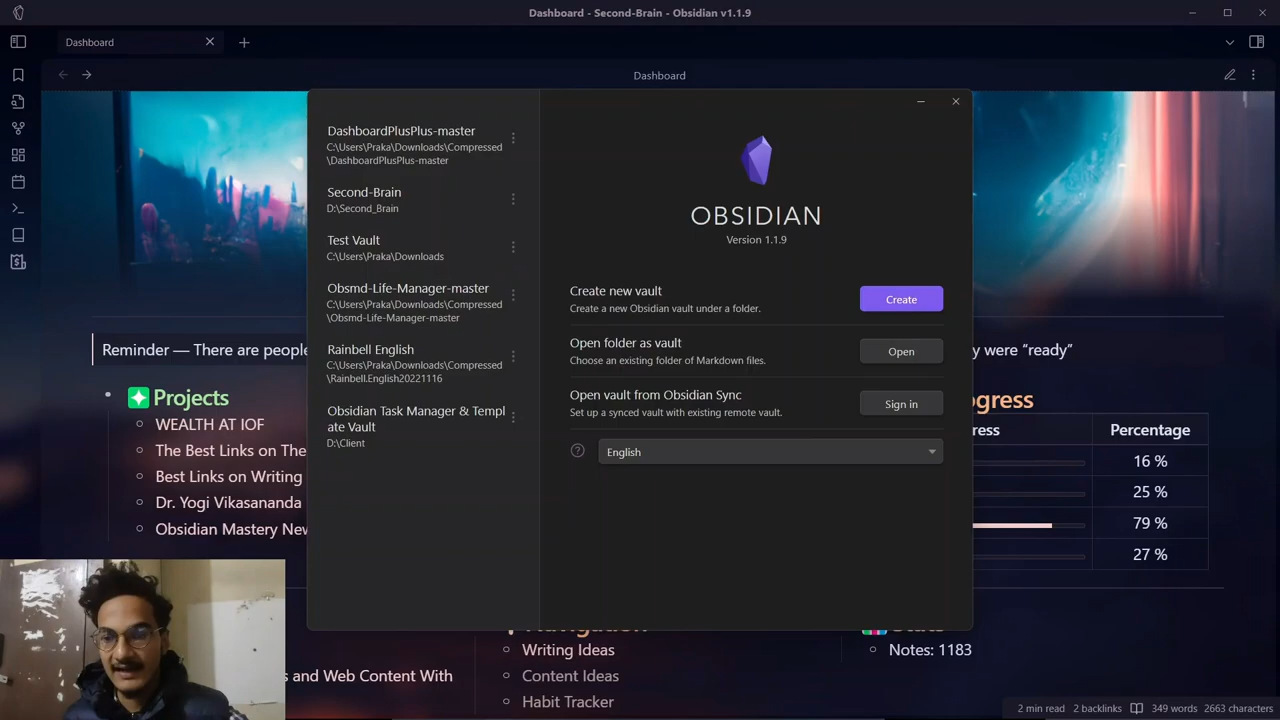 Dashboard - Second-Brain - Obsidian v1.1.9
Dashboard
Dashboard
DashboardPlusPlus-master
C:\Users\Praka\Downloads\Compressed
\DashboardPlusPlus-master
Second-Brain
D:\Second_Brain
Test Vault
C:\Users\Praka\Downloads
Obsmd-Life-Manager-master
C:\Users\Praka\Downloads\Compressed
\Obsmd-Life-Manager-master
Rainbell English
C:\Users\Praka\Downloads\Compressed
\Rainbell.English20221116
Obsidian Task Manager & Templ
ate Vault
D:\Client
OBSIDIAN
Version 1.1.9
Create new vault
Create a new Obsidian vault under a folder.
Create
Open folder as vault
Choose an existing folder of Markdown files.
Open
Open vault from Obsidian Sync
Set up a synced vault with existing remote vault.
Sign in
English
Reminder — There are people
y were “ready”
Projects
WEALTH AT IOF
The Best Links on The
Best Links on Writing
Dr. Yogi Vikasananda
Obsidian Mastery New
ogress
ress
Percentage
16 %
25 %
79 %
27 %
s and Web Content With
Navigation
Writing Ideas
Content Ideas
Habit Tracker
Stats
Notes: 1183
2 min read
2 backlinks
349 words
2663 characters